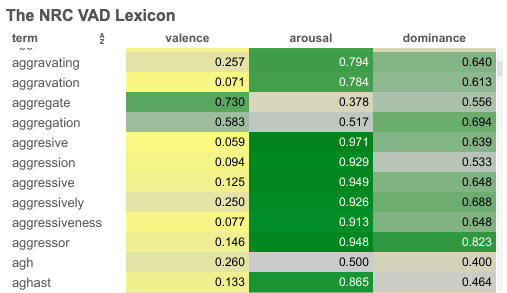 The NRC VAD Lexicon
term A Z valence arousal dominance
aggravating 0.257 0.794 0.640
aggravation 0.071 0.784 0.613
aggregate 0.730 0.378 0.556
aggregation 0.583 0.517 0.694
aggresive 0.059 0.971 0.639
aggression 0.094 0.929 0.533
aggressive 0.125 0.949 0.648
aggressively 0.250 0.926 0.688
aggressiveness 0.077 0.913 0.648
aggressor 0.146 0.948 0.823
agh 0.260 0.500 0.400
aghast 0.133 0.865 0.464